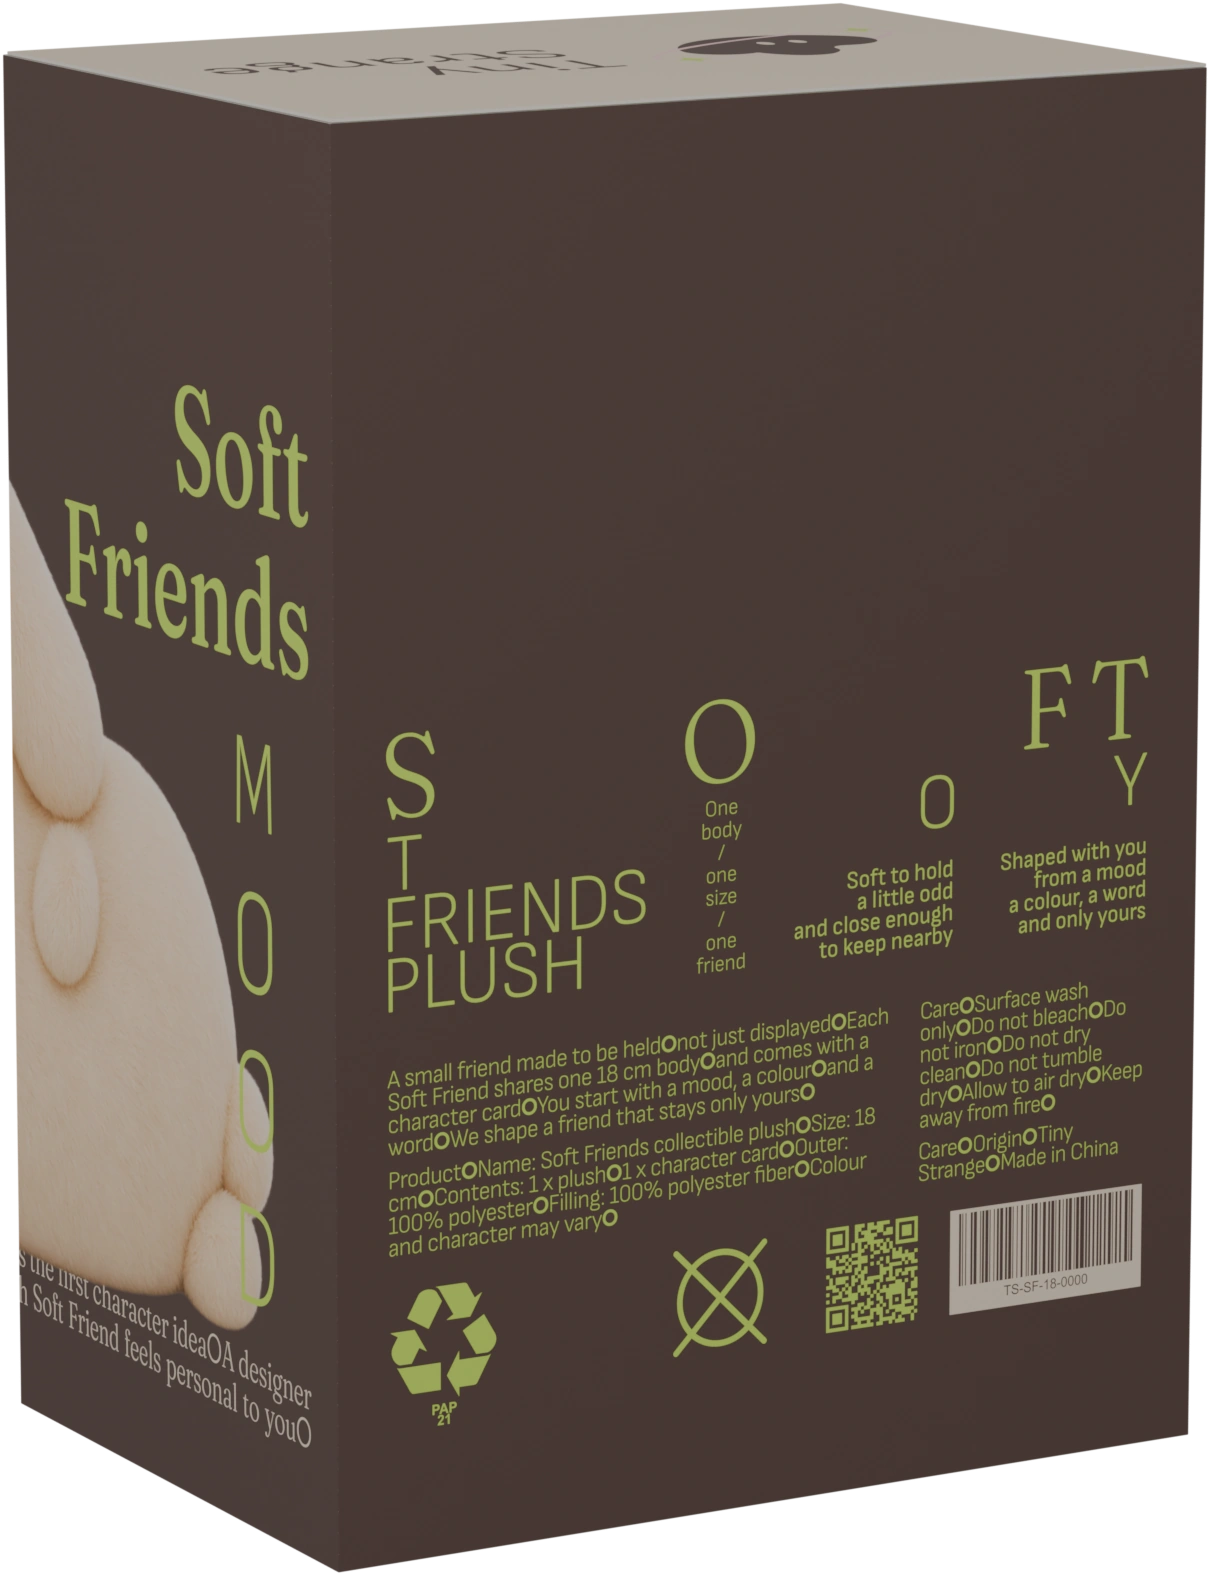 Tiny
Strange
Soft
Friends
M
O
O
D
s the first character ideaOA designer
h Soft Friend feels personal to youO
S
O
F T
T
O
Y
FRIENDS
PLUSH
One
body
/
one
size
/
one
friend
Soft to hold
a little odd
and close enough
to keep nearby
Shaped with you
from a mood
a colour, a word
and only yours
A small friend made to be heldOnot just displayedOEach
Soft Friend shares one 18 cm bodyOand comes with a
character cardOYou start with a mood, a colourOand a
wordOWe shape a friend that stays only yoursO
ProductOName: Soft Friends collectible plushOSize: 18
cmOContents: 1 x plushO1 x character cardOOuter:
100% polyesterOFilling: 100% polyester fiberOColour
and character may varyO
CareOSurface wash
onlyODo not bleachODo
not ironODo not dry
cleanODo not tumble
dryOAllow to air dryOKeep
away from fireO
CareOOriginOTiny
StrangeOMade in China
TS-SF-18-0000
PAP
21